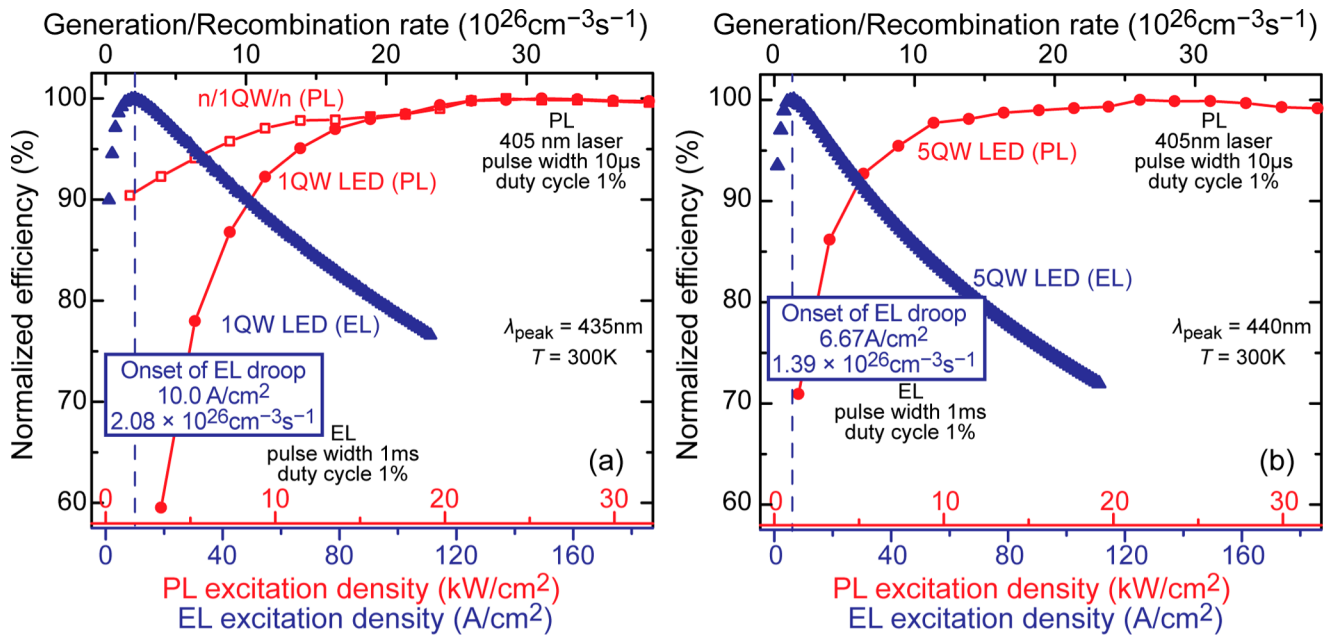 Generation/Recombination rate (10²⁶cm⁻³s⁻¹)
0 10 20 30
Normalized efficiency (%)
100
90
80
70
60
n/1QW/n (PL)
1QW LED (PL)
1QW LED (EL)
PL
405 nm laser
pulse width 10µs
duty cycle 1%
λpeak = 435nm
T = 300K
Onset of EL droop
10.0 A/cm²
2.08 × 10²⁶cm⁻³s⁻¹
EL
pulse width 1ms
duty cycle 1%
(a)
0 10 20 30
0 40 80 120 160
PL excitation density (kW/cm²)
EL excitation density (A/cm²)
Generation/Recombination rate (10²⁶cm⁻³s⁻¹)
0 10 20 30
Normalized efficiency (%)
100
90
80
70
60
PL
405nm laser
pulse width 10µs
duty cycle 1%
5QW LED (PL)
5QW LED (EL)
Onset of EL droop
6.67A/cm²
1.39 × 10²⁶cm⁻³s⁻¹
λpeak = 440nm
T = 300K
EL
pulse width 1ms
duty cycle 1%
(b)
0 10 20 30
0 40 80 120 160
PL excitation density (kW/cm²)
EL excitation density (A/cm²)